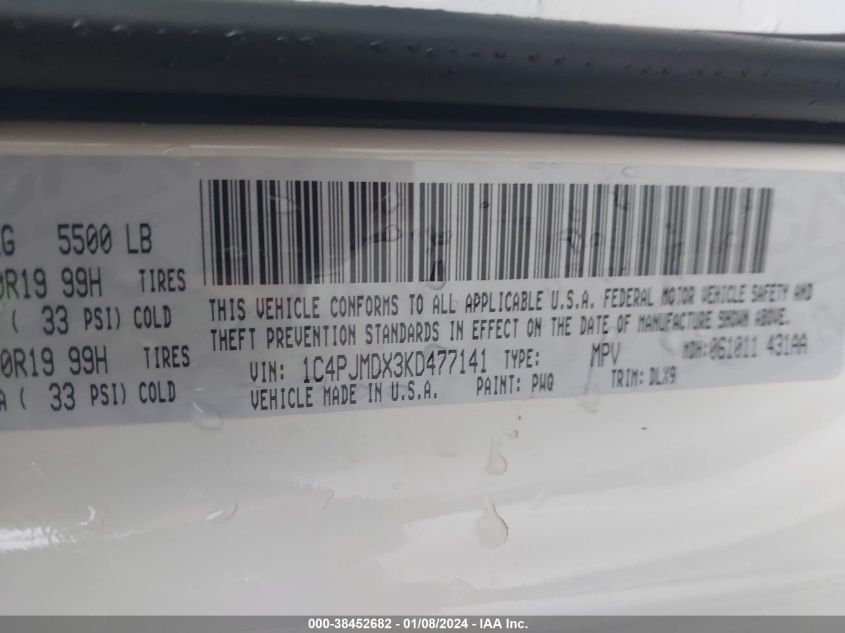 G 5500 LB
0R19 99H TIRES
( 33 PSI) COLD
0R19 99H TIRES
A ( 33 PSI) COLD
THIS VEHICLE CONFORMS TO ALL APPLICABLE U.S.A. FEDERAL MOTOR VEHICLE SAFETY AND
THEFT PREVENTION STANDARDS IN EFFECT ON THE DATE OF MANUFACTURE SHOWN ABOVE.
VIN: 1C4PJMDX3KD477141 TYPE: MPV MDH:061011 431AA
VEHICLE MADE IN U.S.A. PAINT: PWQ TRIM: DLX9
000-38452682 - 01/08/2024 - IAA Inc.